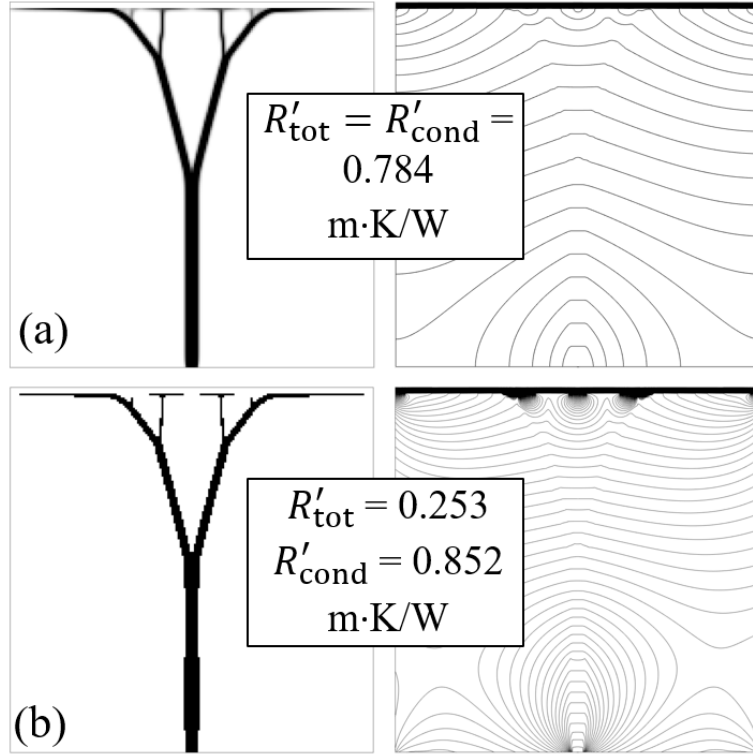 R′tot = R′cond =
0.784
m·K/W
(a)
R′tot = 0.253
R′cond = 0.852
m·K/W
(b)